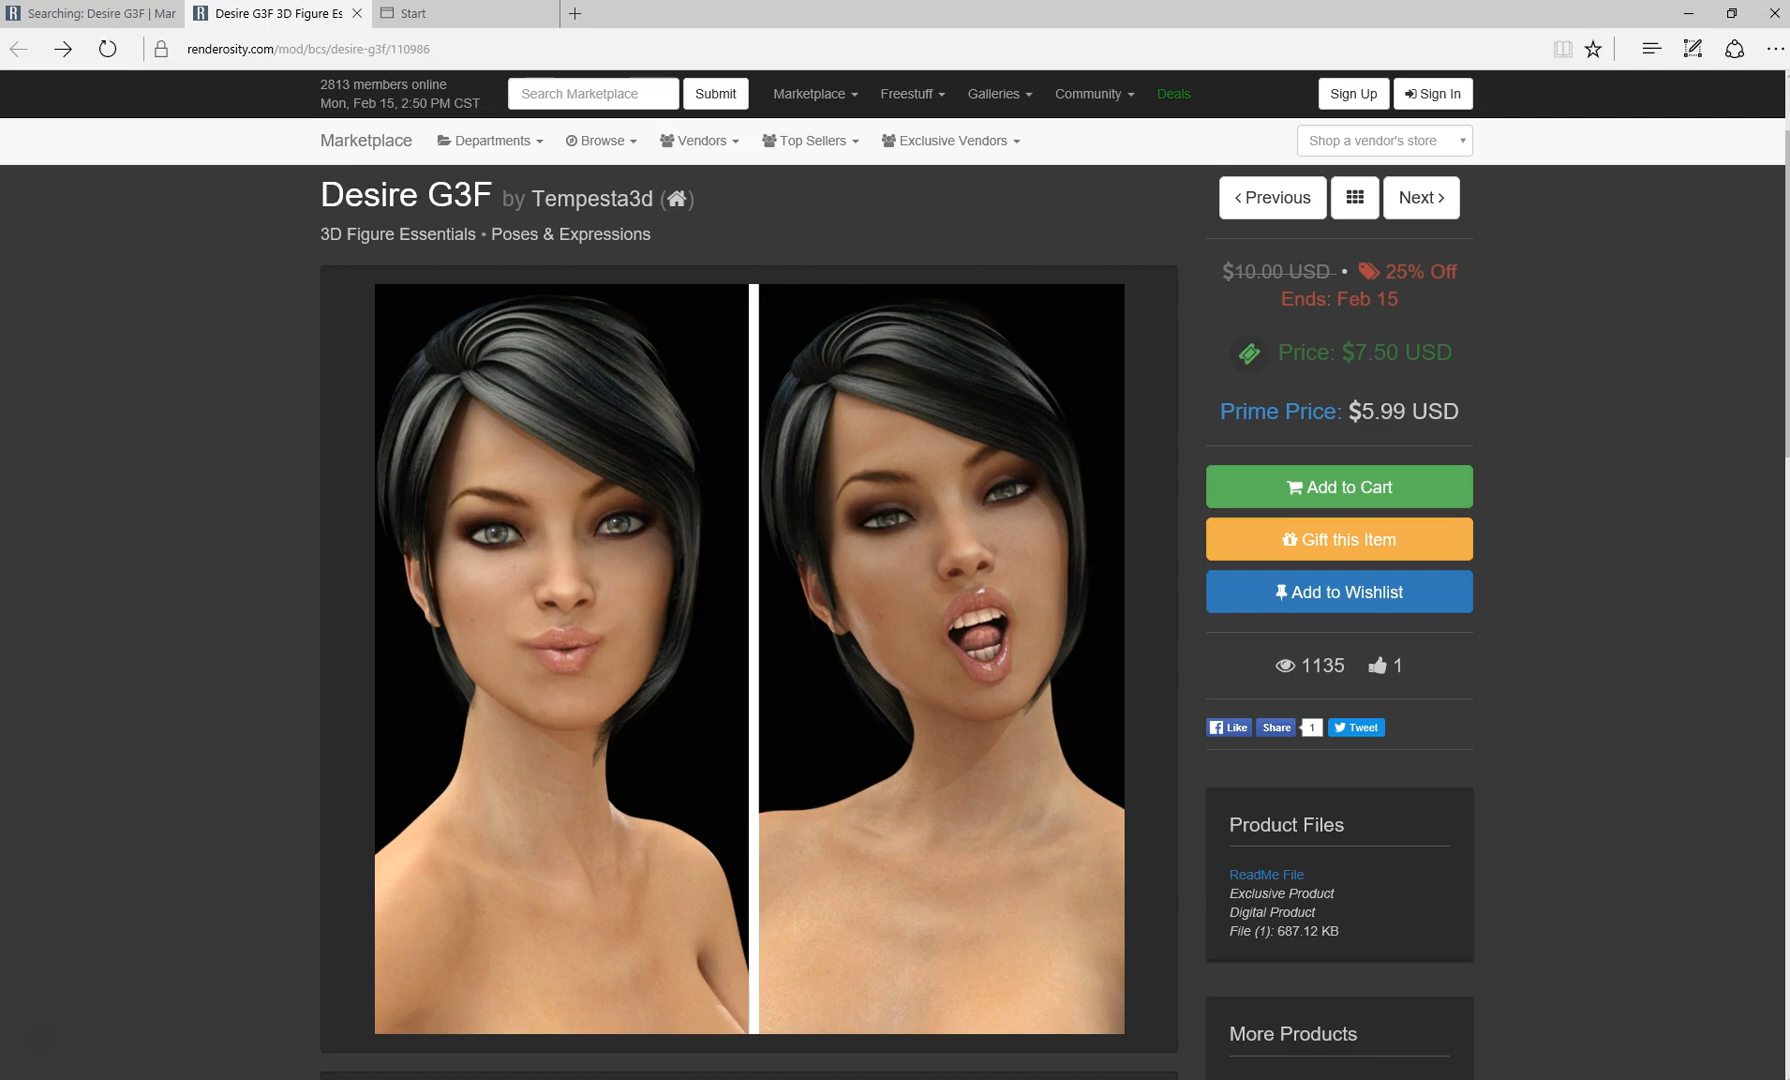 Searching: Desire G3F | Mar
Desire G3F 3D Figure Es
Start
renderosity.com/mod/bcs/desire-g3f/110986
2813 members online
Mon, Feb 15, 2:50 PM CST
Search Marketplace
Submit
Marketplace
Freestuff
Galleries
Community
Deals
Sign Up
Sign In
Marketplace
Departments
Browse
Vendors
Top Sellers
Exclusive Vendors
Shop a vendor's store
Desire G3F by Tempesta3d ( )
3D Figure Essentials • Poses & Expressions
‹ Previous
Next ›
$10.00 USD • 25% Off
Ends: Feb 15
Price: $7.50 USD
Prime Price: $5.99 USD
Add to Cart
Gift this Item
Add to Wishlist
1135 1
Like Share 1 Tweet
Product Files
ReadMe File
Exclusive Product
Digital Product
File (1): 687.12 KB
More Products